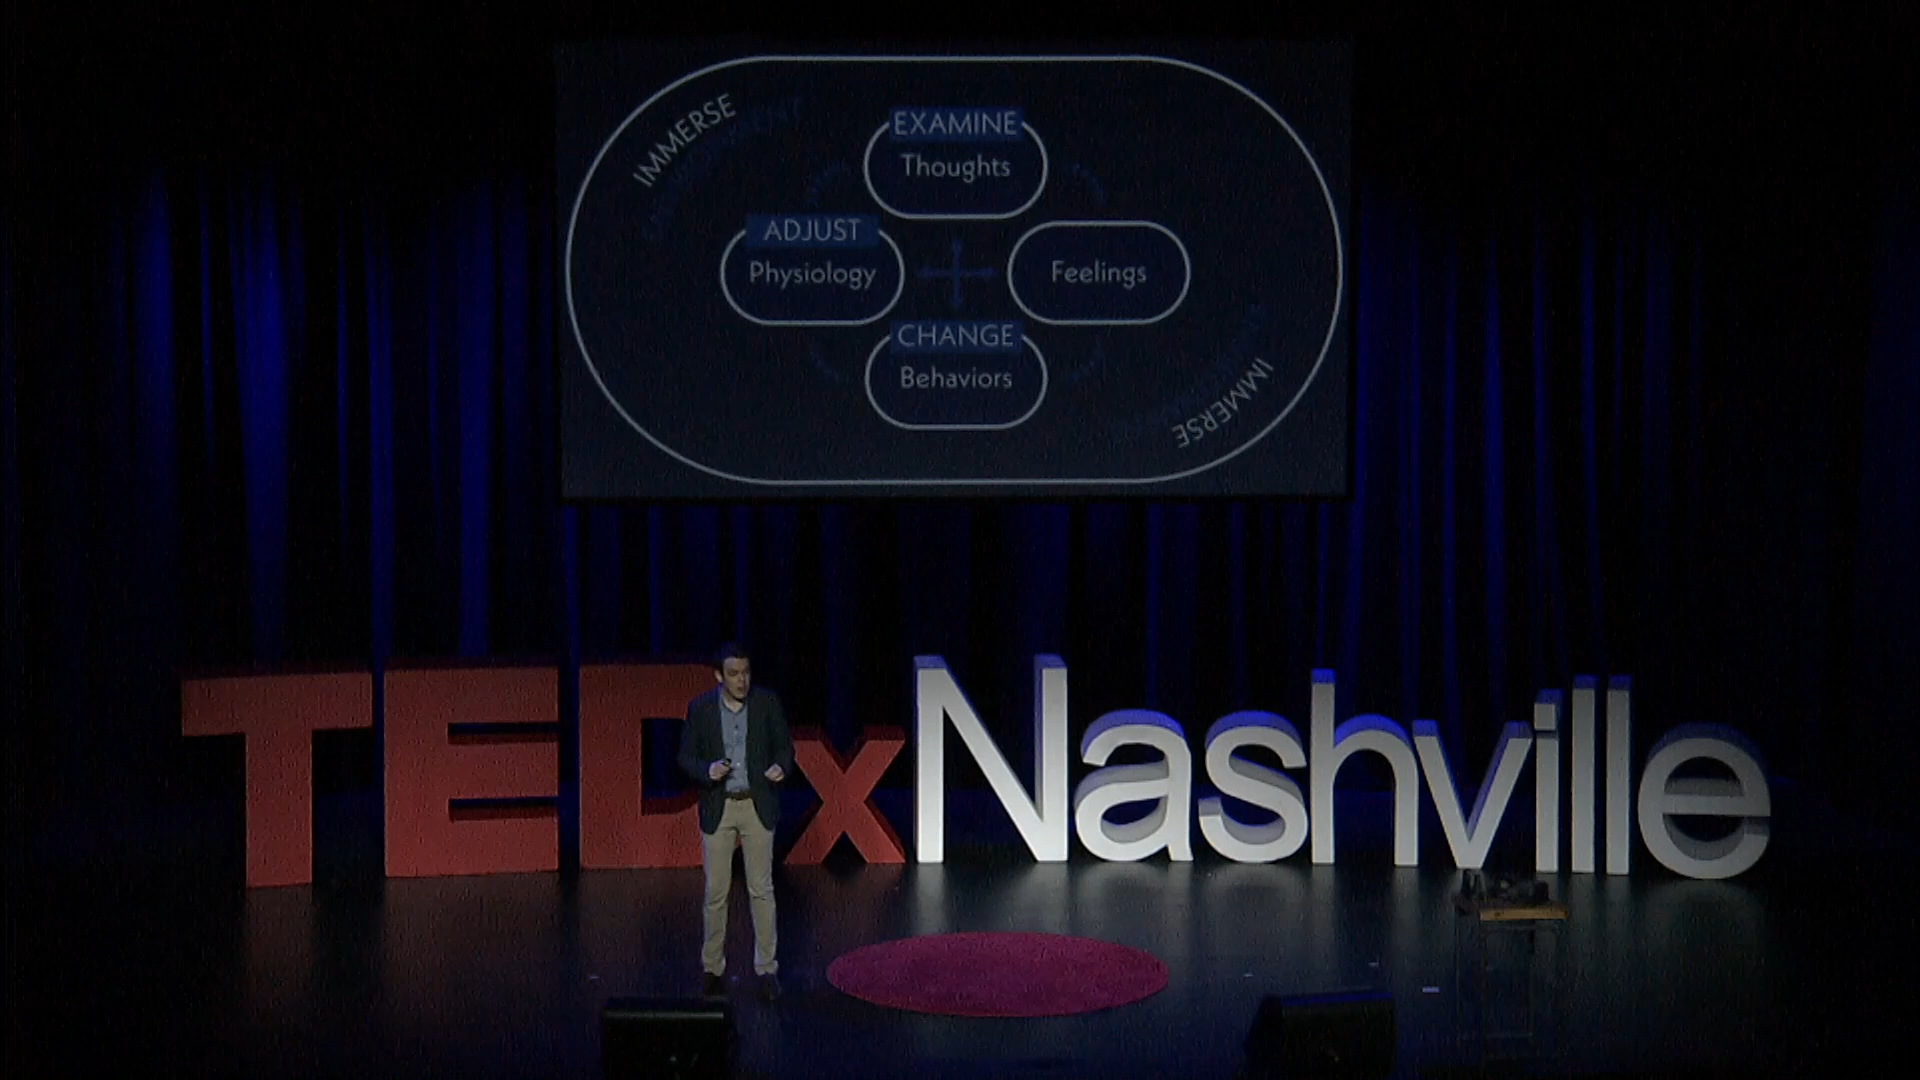 IMMERSE
EXAMINE
Thoughts
ADJUST
Physiology
Feelings
CHANGE
Behaviors
IMMERSE
TEDxNashville